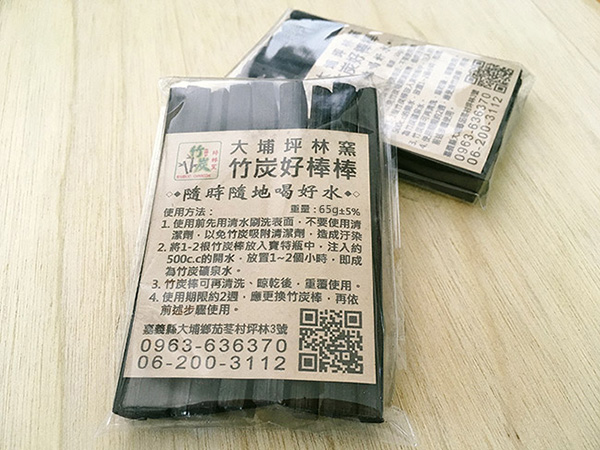 大埔坪林窯
竹炭好棒棒
竹炭
隨時隨地喝好水
使用方法：
重量：65g±5%
1. 使用前先用清水刷洗表面，不要使用清
潔劑，以免竹炭吸附清潔劑，造成汙染
2. 將1-2根竹炭棒放入寶特瓶中，注入約
500c.c的開水，放置1~2個小時，即成
為竹炭礦泉水。
3. 竹炭棒可再清洗、晾乾後，重覆使用。
4. 使用期限約2週，應更換竹炭棒，再依
前述步驟使用。
嘉義縣大埔鄉茄苳村坪林3號
0963-636370
06-200-3112
0963-636370
06-200-3112